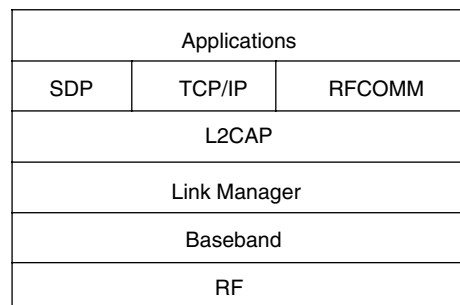 Applications
SDP TCP/IP RFCOMM
L2CAP
Link Manager
Baseband
RF